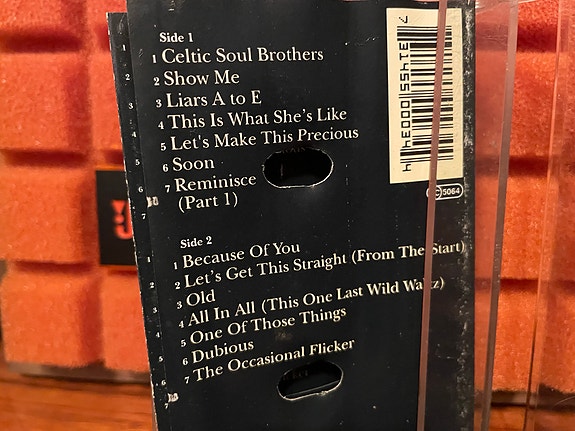 Side 1
1 Celtic Soul Brothers
2 Show Me
3 Liars A to E
4 This Is What She's Like
5 Let's Make This Precious
6 Soon
7 Reminisce
(Part 1)
Side 2
1 Because Of You
2 Let's Get This Straight (From The Start)
3 Old
4 All In All (This One Last Wild Waltz)
5 One Of Those Things
6 Dubious
7 The Occasional Flicker
LC 5064